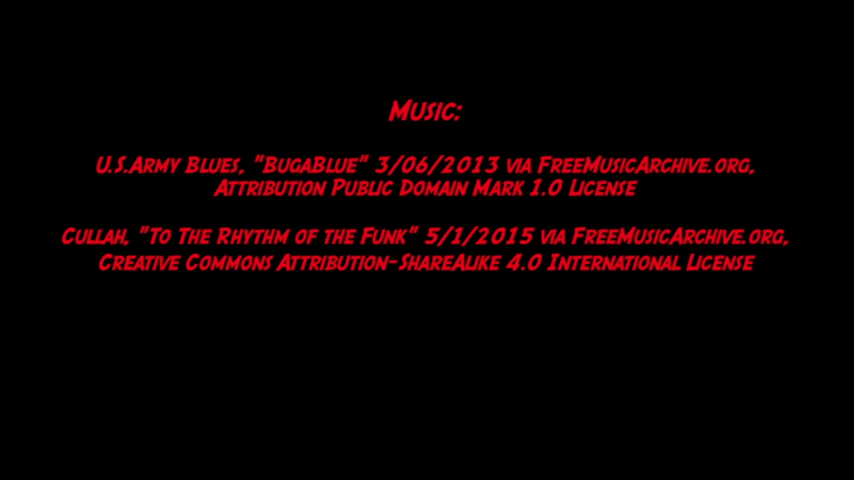 Music:
U.S.Army Blues, "BugaBlue" 3/06/2013 via FreeMusicArchive.org,
Attribution Public Domain Mark 1.0 License
Cullah, "To The Rhythm of the Funk" 5/1/2015 via FreeMusicArchive.org,
Creative Commons Attribution-ShareAlike 4.0 International License